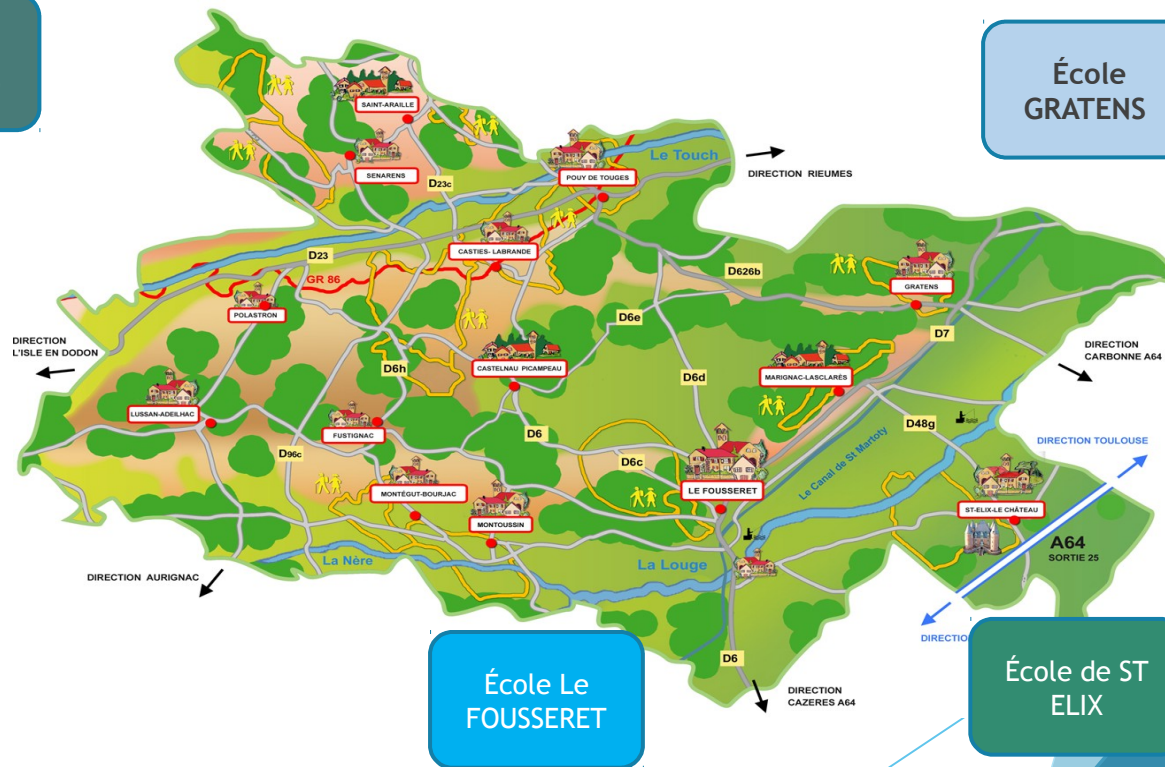 École
GRATENS
SAINT-ARAILLE
SENARENS
D23c
Le Touch
POUY DE TOUGES
DIRECTION RIEUMES
CASTIES- LABRANDE
D23
GR 86
D626b
GRATENS
POLASTRON
D6e
D7
DIRECTION
L'ISLE EN DODON
DIRECTION
CARBONNE A64
CASTELNAU PICAMPEAU
D6h
D6d
MARIGNAC-LASCLARÉS
LUSSAN-ADEILHAC
FUSTIGNAC
D6
D48g
D96c
DIRECTION TOULOUSE
D6c
Le Canal de St Martoty
MONTÉGUT-BOURJAC
LE FOUSSERET
ST-ELIX-LE CHÂTEAU
MONTOUSSIN
A64
SORTIE 25
La Nère
La Louge
DIRECTION AURIGNAC
DIRECTION
D6
DIRECTION
CAZERES A64
École Le
FOUSSERET
École de ST
ELIX